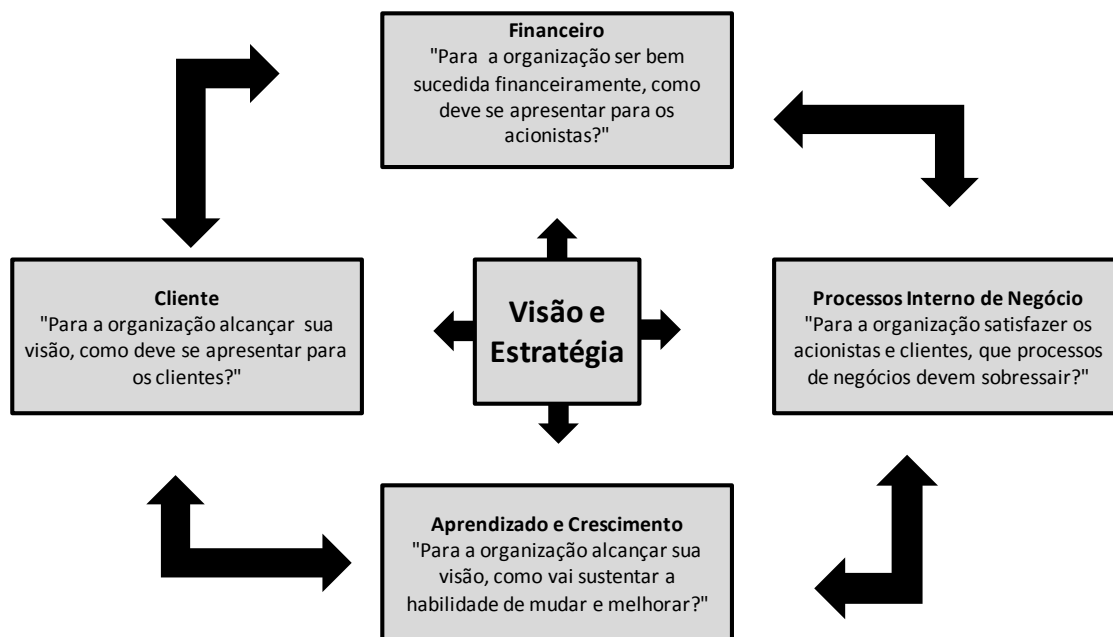 Financeiro
"Para a organização ser bem
sucedida financeiramente, como
deve se apresentar para os
acionistas?"
Cliente
"Para a organização alcançar sua
visão, como deve se apresentar para
os clientes?"
Visão e
Estratégia
Processos Interno de Negócio
"Para a organização satisfazer os
acionistas e clientes, que processos
de negócios devem sobressair?"
Aprendizado e Crescimento
"Para a organização alcançar sua
visão, como vai sustentar a
habilidade de mudar e melhorar?"